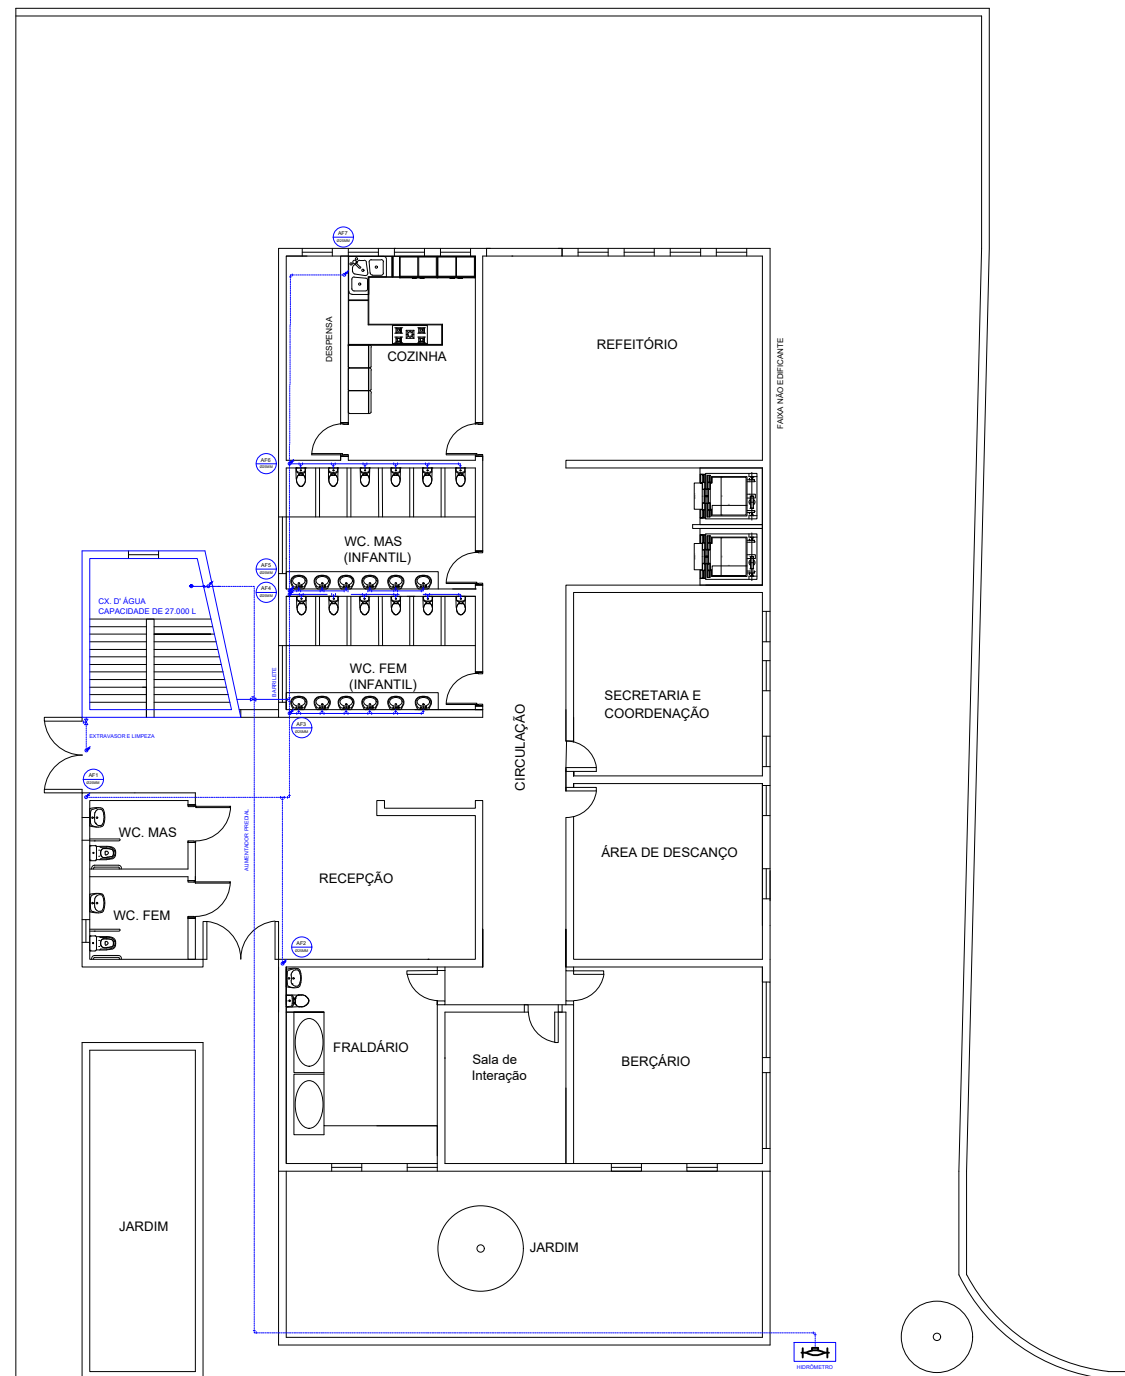 AF7
DESPENSA
COZINHA
REFEITÓRIO
FAIXA NÃO EDIFICANTE
AF6
WC. MAS
(INFANTIL)
AF5
AF4
CX. D' ÁGUA
CAPACIDADE DE 27.000 L
WC. FEM
(INFANTIL)
BARRILETE
SECRETARIA E
COORDENAÇÃO
CIRCULAÇÃO
AF3
EXTRAVASOR E LIMPEZA
AF1
WC. MAS
ALIMENTADOR PREDIAL
ÁREA DE DESCANÇO
RECEPÇÃO
WC. FEM
AF2
FRALDÁRIO
Sala de
Interação
BERÇÁRIO
JARDIM
JARDIM
HIDRÔMETRO